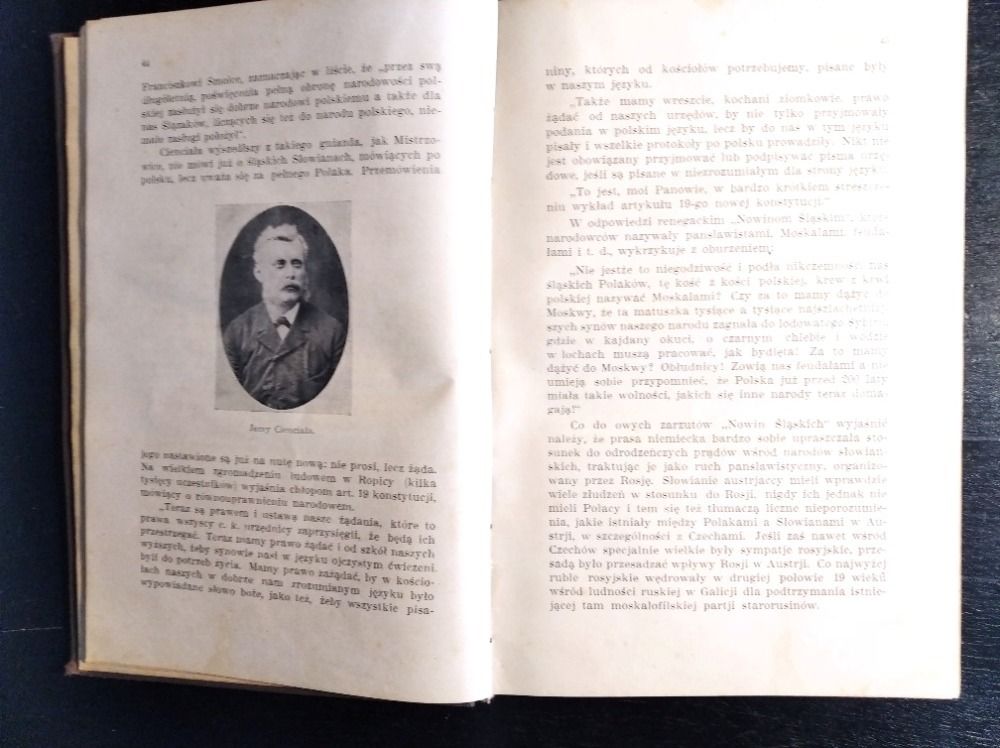 Franciszkowi Smolce, zaznaczając w liście, że „przez swą
długoletnią, poświęcenia pełną obronę narodowości pol-
skiej zasłużył się dobrze narodowi polskiemu a także dla
nas Ślązaków, liczących się też do narodu polskiego, nie-
małe zasługi położył".
Cienciała wyszedłszy z takiego gniazda, jak Mistrzo-
wice, nie mówi już o śląskich Słowianach, mówiących po
polsku, lecz uważa się za pełnego Polaka. Przemówienia
Jerzy Cienciała.
jego nastawione są już na nutę nową: nie prosi, lecz żąda.
Na wielkiem zgromadzeniu ludowem w Ropicy (kilka
tysięcy uczestników) wyjaśnia chłopom art. 19 konstytucji,
mówiący o równouprawnieniu narodowem.
„Teraz są prawem i ustawą nasze żądania, które to
prawa wszyscy c. k. urzędnicy zaprzysięgli, że będą ich
przestrzegać. Teraz mamy prawo żądać i od szkół naszych
wyższych, żeby synowie nasi w języku ojczystym ćwiczeni
byli do potrzeb życia. Mamy prawo zażądać, by w kościo-
łach naszych w dobrze nam zrozumianym języku było
wypowiadane słowo boże, jako też, żeby wszystkie pisa-
niny, których od kościołów potrzebujemy, pisane były
w naszym języku.
„Także mamy wreszcie, kochani ziomkowie, prawo
żądać od naszych urzędów, by nie tylko przyjmowały
podania w polskim języku, lecz by do nas w tym języku
pisały i wszelkie protokoły po polsku prowadziły. Nikt nie
jest obowiązany przyjmować lub podpisywać pisma urzę-
dowe, jeśli są pisane w niezrozumiałym dla strony języku.
„To jest, moi Panowie, w bardzo krótkiem streszcze-
niu wykład artykułu 19-go nowej konstytucji."
W odpowiedzi renegackim „Nowinom Śląskim", które
narodowców nazywały panslawistami, Moskalami, feuda-
łami i t. d., wykrzykuje z oburzeniem:
„Nie jestże to niegodziwość i podła nikczemność, nas
śląskich Polaków, tę kość z kości polskiej, krew z krwi
polskiej nazywać Moskalami? Czy za to mamy dążyć do
Moskwy, że ta matuszka tysiące a tysiące najszlachetniej-
szych synów naszego narodu zagnała do lodowatego Sybiru,
gdzie w kajdany okuci, o czarnym chlebie i wodzie
w lochach muszą pracować, jak bydlęta? Za to mamy
dążyć do Moskwy? Obłudnicy! Zowią nas feudałami a nie
umieją sobie przypomnieć, że Polska już przed 200 laty
miała takie wolności, jakich się inne narody teraz doma-
gają!"
Co do owych zarzutów „Nowin Śląskich" wyjaśnić
należy, że prasa niemiecka bardzo sobie upraszczała sto-
sunek do odrodzeńczych prądów wśród narodów słowiań-
skich, traktując je jako ruch panslawistyczny, organizo-
wany przez Rosję. Słowianie austrjaccy mieli wprawdzie
wiele złudzeń w stosunku do Rosji, nigdy ich jednak nie
mieli Polacy i tem się też tłumaczą liczne nieporozumie-
nia, jakie istniały między Polakami a Słowianami w Au-
strji, w szczególności z Czechami. Jeśli zaś nawet wśród
Czechów specjalnie wielkie były sympatje rosyjskie, prze-
sadą było przesadzać wpływy Rosji w Austrji. Co najwyżej
ruble rosyjskie wędrowały w drugiej połowie 19 wieku
wśród ludności ruskiej w Galicji dla podtrzymania istnie-
jącej tam moskalofilskiej partji starorusinów.